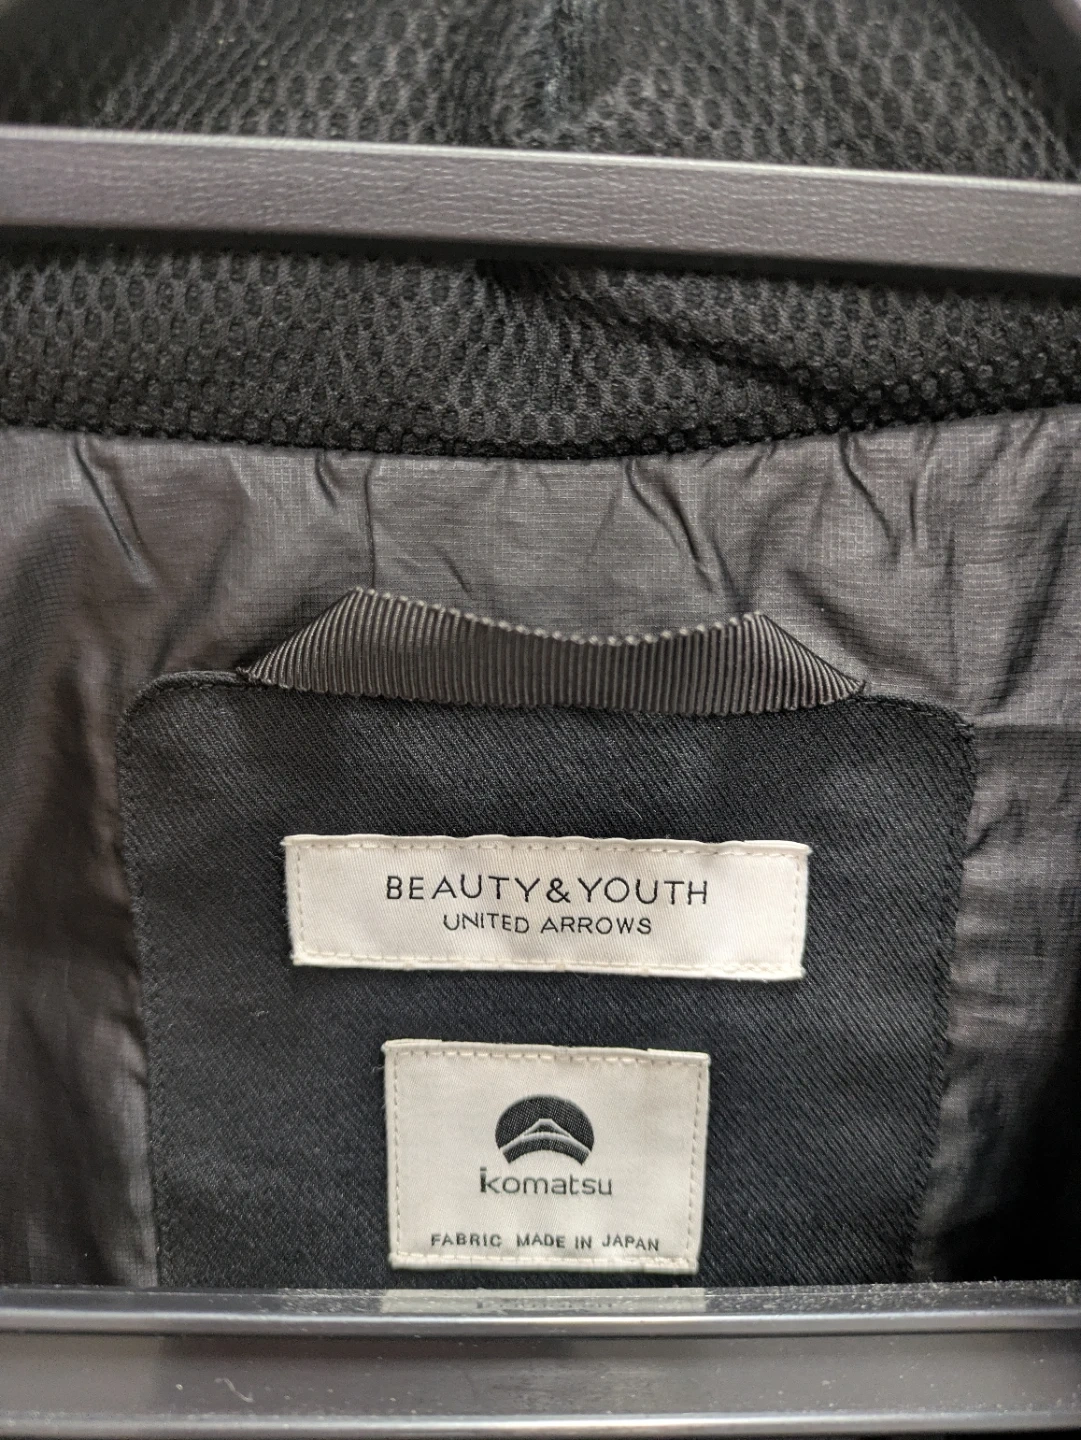 BEAUTY&YOUTH
UNITED ARROWS
komatsu
FABRIC MADE IN JAPAN